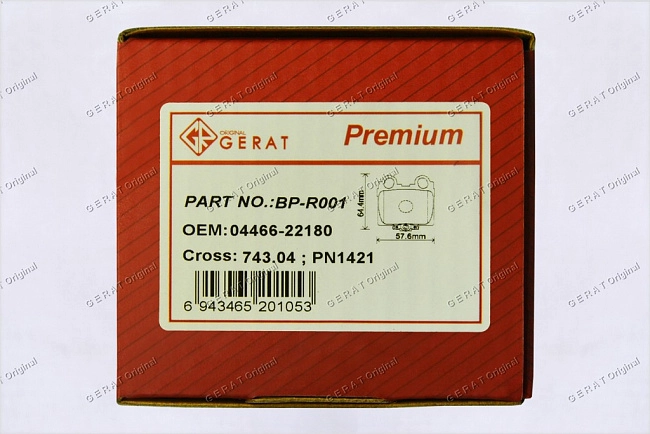 ORIGINAL
GERAT
Premium
PART NO.:BP-R001
OEM:04466-22180
Cross: 743.04 ; PN1421
64.4mm
57.6mm
6 943465 201053
GERAT Original